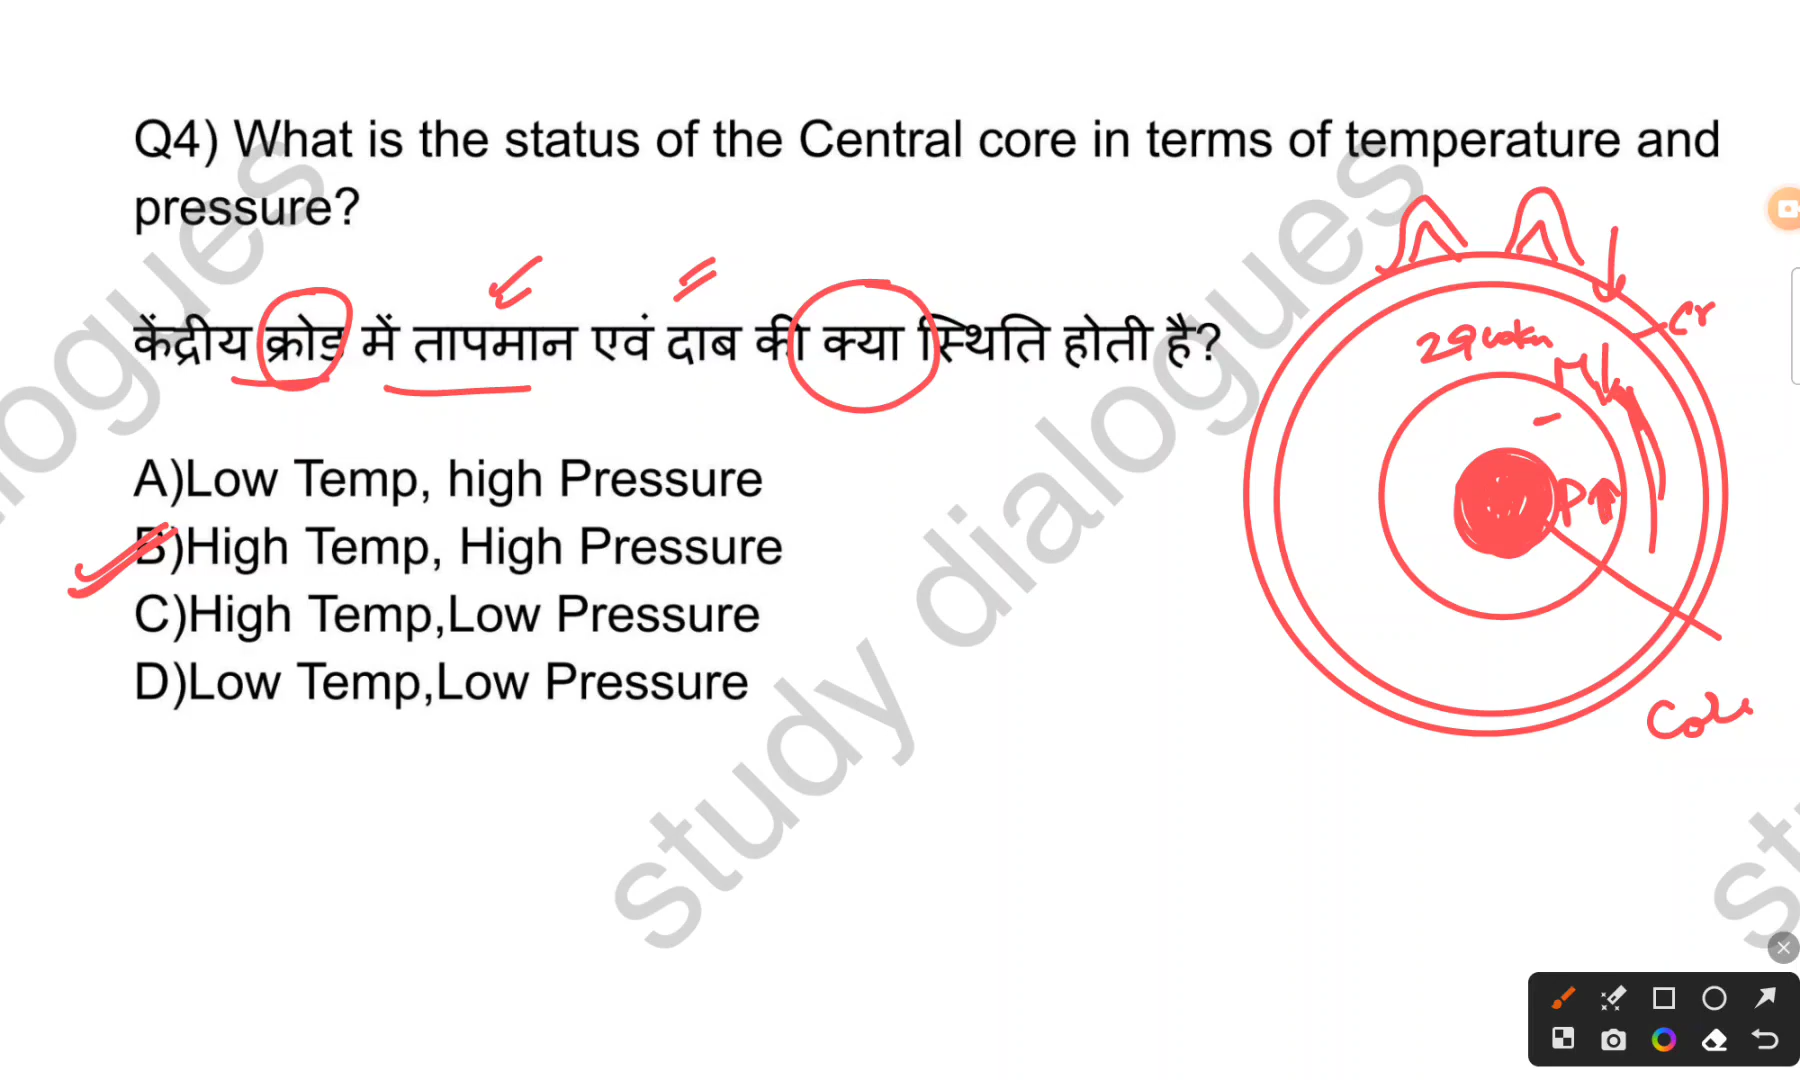 Q4) What is the status of the Central core in terms of temperature and
pressure?
केंद्रीय क्रोड में तापमान एवं दाब की क्या स्थिति होती है?
A)Low Temp, high Pressure
B)High Temp, High Pressure
C)High Temp,Low Pressure
D)Low Temp,Low Pressure
Cr
P↑
study dialogues